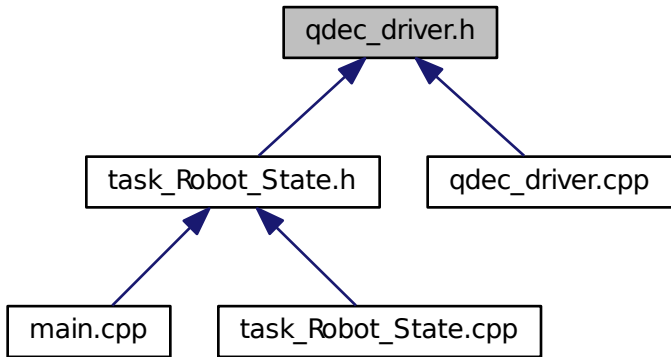 qdec_driver.h
task_Robot_State.h
qdec_driver.cpp
main.cpp
task_Robot_State.cpp